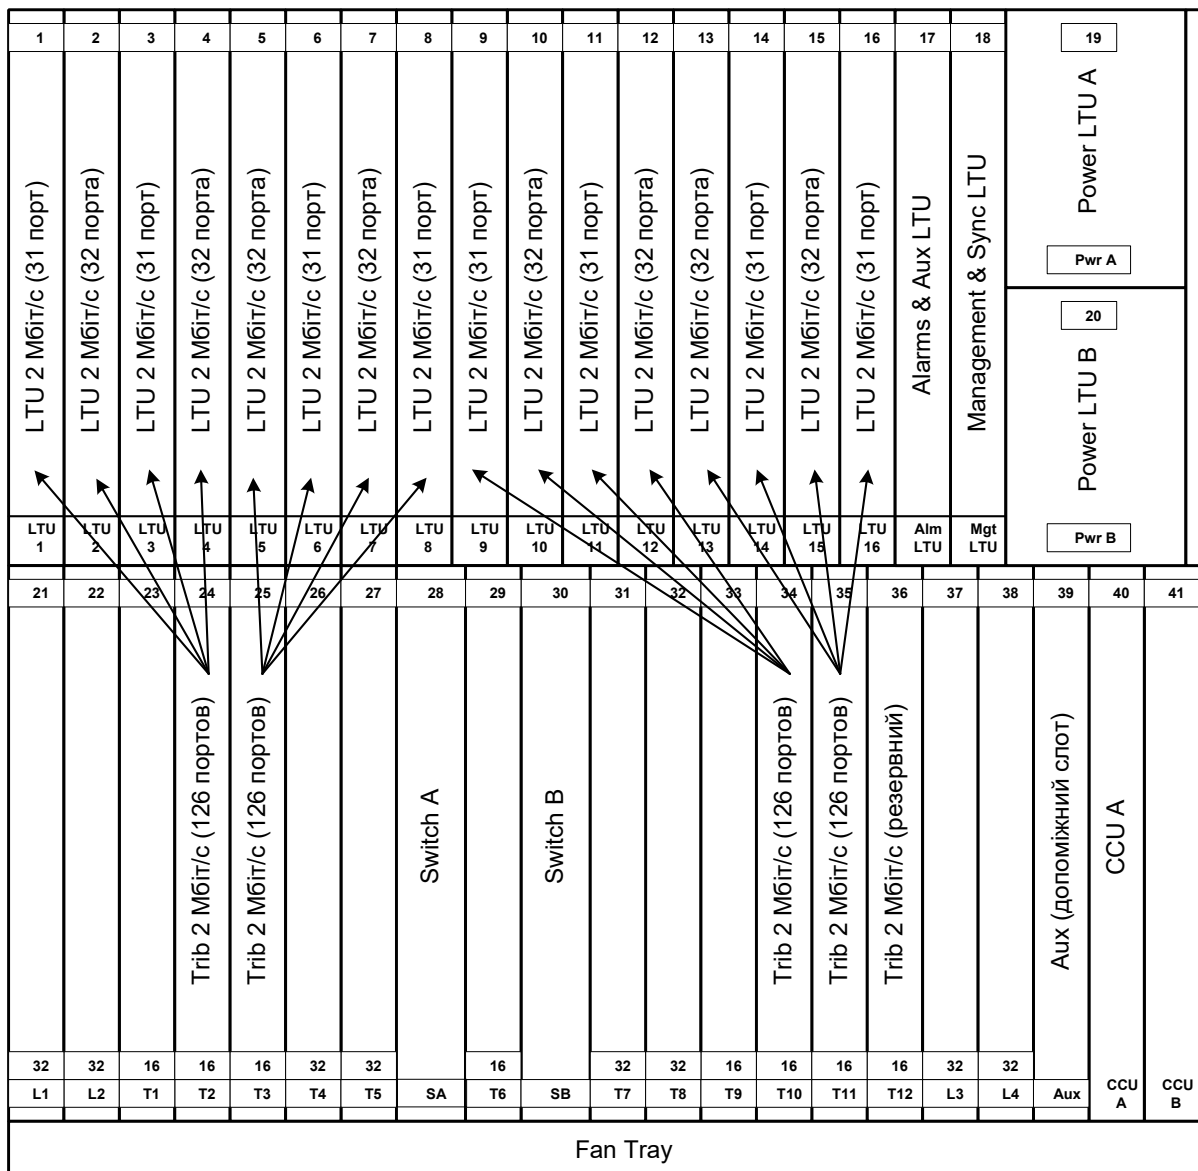 1 2 3 4 5 6 7 8 9 10 11 12 13 14 15 16 17 18 19
LTU 2 Мбіт/с (31 порт)
LTU 2 Мбіт/с (32 порта)
LTU 2 Мбіт/с (31 порт)
LTU 2 Мбіт/с (32 порта)
LTU 2 Мбіт/с (32 порта)
LTU 2 Мбіт/с (31 порт)
LTU 2 Мбіт/с (32 порта)
LTU 2 Мбіт/с (31 порт)
LTU 2 Мбіт/с (31 порт)
LTU 2 Мбіт/с (32 порта)
LTU 2 Мбіт/с (31 порт)
LTU 2 Мбіт/с (32 порта)
LTU 2 Мбіт/с (32 порта)
LTU 2 Мбіт/с (31 порт)
LTU 2 Мбіт/с (32 порта)
LTU 2 Мбіт/с (31 порт)
Alarms & Aux LTU
Management & Sync LTU
Power LTU A
Pwr A
20
Power LTU B
Pwr B
LTU 1
LTU 2
LTU 3
LTU 4
LTU 5
LTU 6
LTU 7
LTU 8
LTU 9
LTU 10
LTU 11
LTU 12
LTU 13
LTU 14
LTU 15
LTU 16
Alm LTU
Mgt LTU
21 22 23 24 25 26 27 28 29 30 31 32 33 34 35 36 37 38 39 40 41
Trib 2 Мбіт/с (126 портов)
Trib 2 Мбіт/с (126 портов)
Switch A
Switch B
Trib 2 Мбіт/с (126 портов)
Trib 2 Мбіт/с (126 портов)
Trib 2 Мбіт/с (резервний)
Aux (допоміжний слот)
CCU A
32 32 16 16 16 32 32 16 32 32 16 16 16 16 32 32
L1 L2 T1 T2 T3 T4 T5 SA T6 SB T7 T8 T9 T10 T11 T12 L3 L4 Aux
CCU A
CCU B
Fan Tray